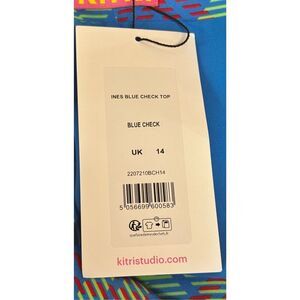 INES BLUE CHECK TOP
BLUE CHECK
UK 14
2207210BCH14
5 056699 600583
kitristudio.com